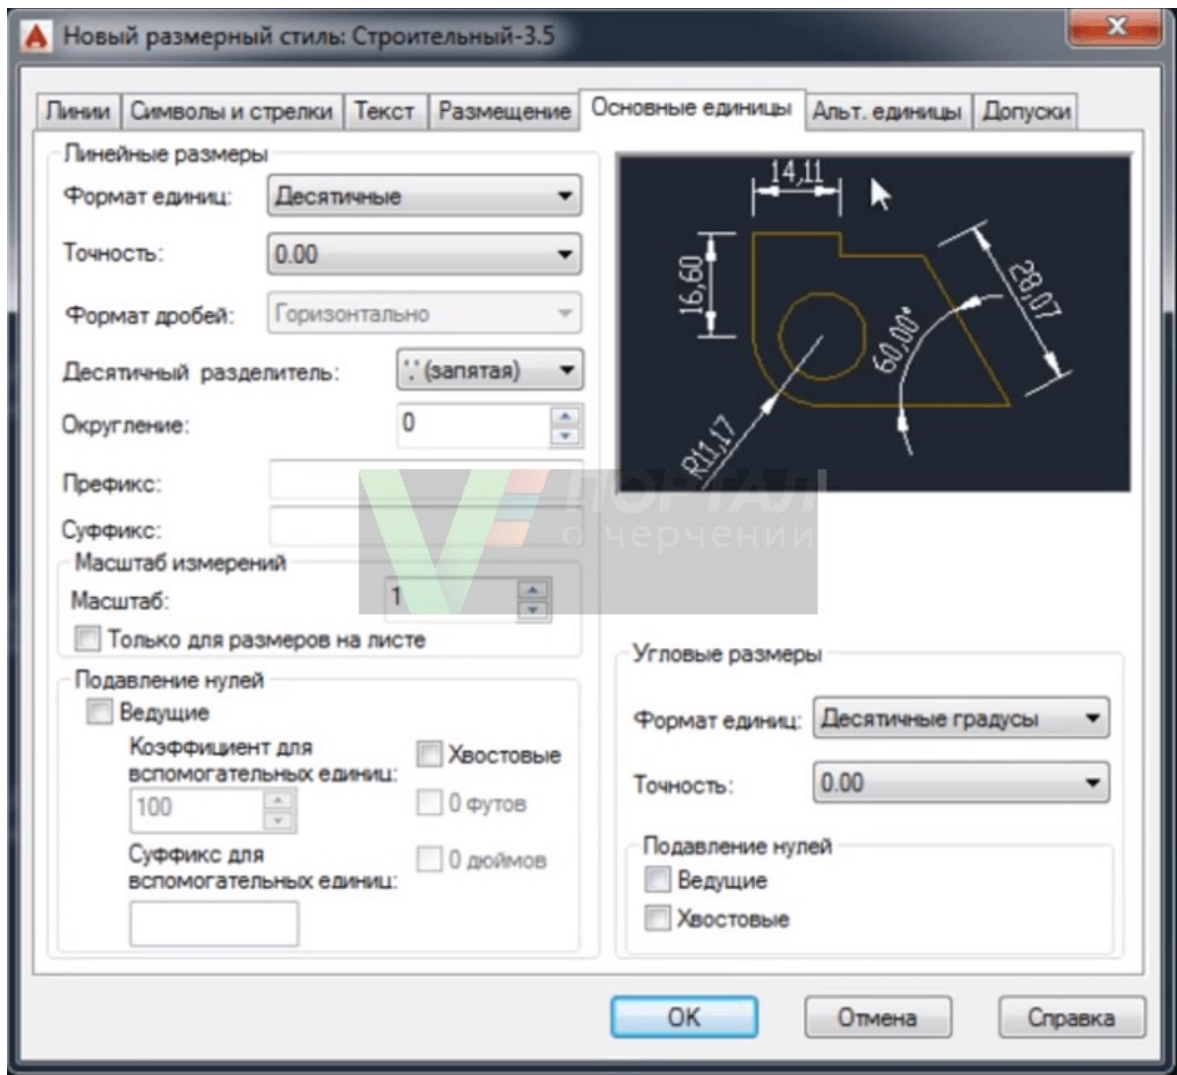 Новый размерный стиль: Строительный-3.5
Линии Символы и стрелки Текст Размещение Основные единицы Альт. единицы Допуски
Линейные размеры
Формат единиц: Десятичные
Точность: 0.00
Формат дробей: Горизонтально
Десятичный разделитель: ',' (запятая)
Округление: 0
Префикс:
Суффикс:
Масштаб измерений
Масштаб: 1
Только для размеров на листе
Подавление нулей
Ведущие
Коэффициент для
вспомогательных единиц:
100
Суффикс для
вспомогательных единиц:
Хвостовые
0 футов
0 дюймов
14,11
16,60
28,07
60,00°
R11,17
ПОРТАЛ
о черчении
Угловые размеры
Формат единиц: Десятичные градусы
Точность: 0.00
Подавление нулей
Ведущие
Хвостовые
OK Отмена Справка